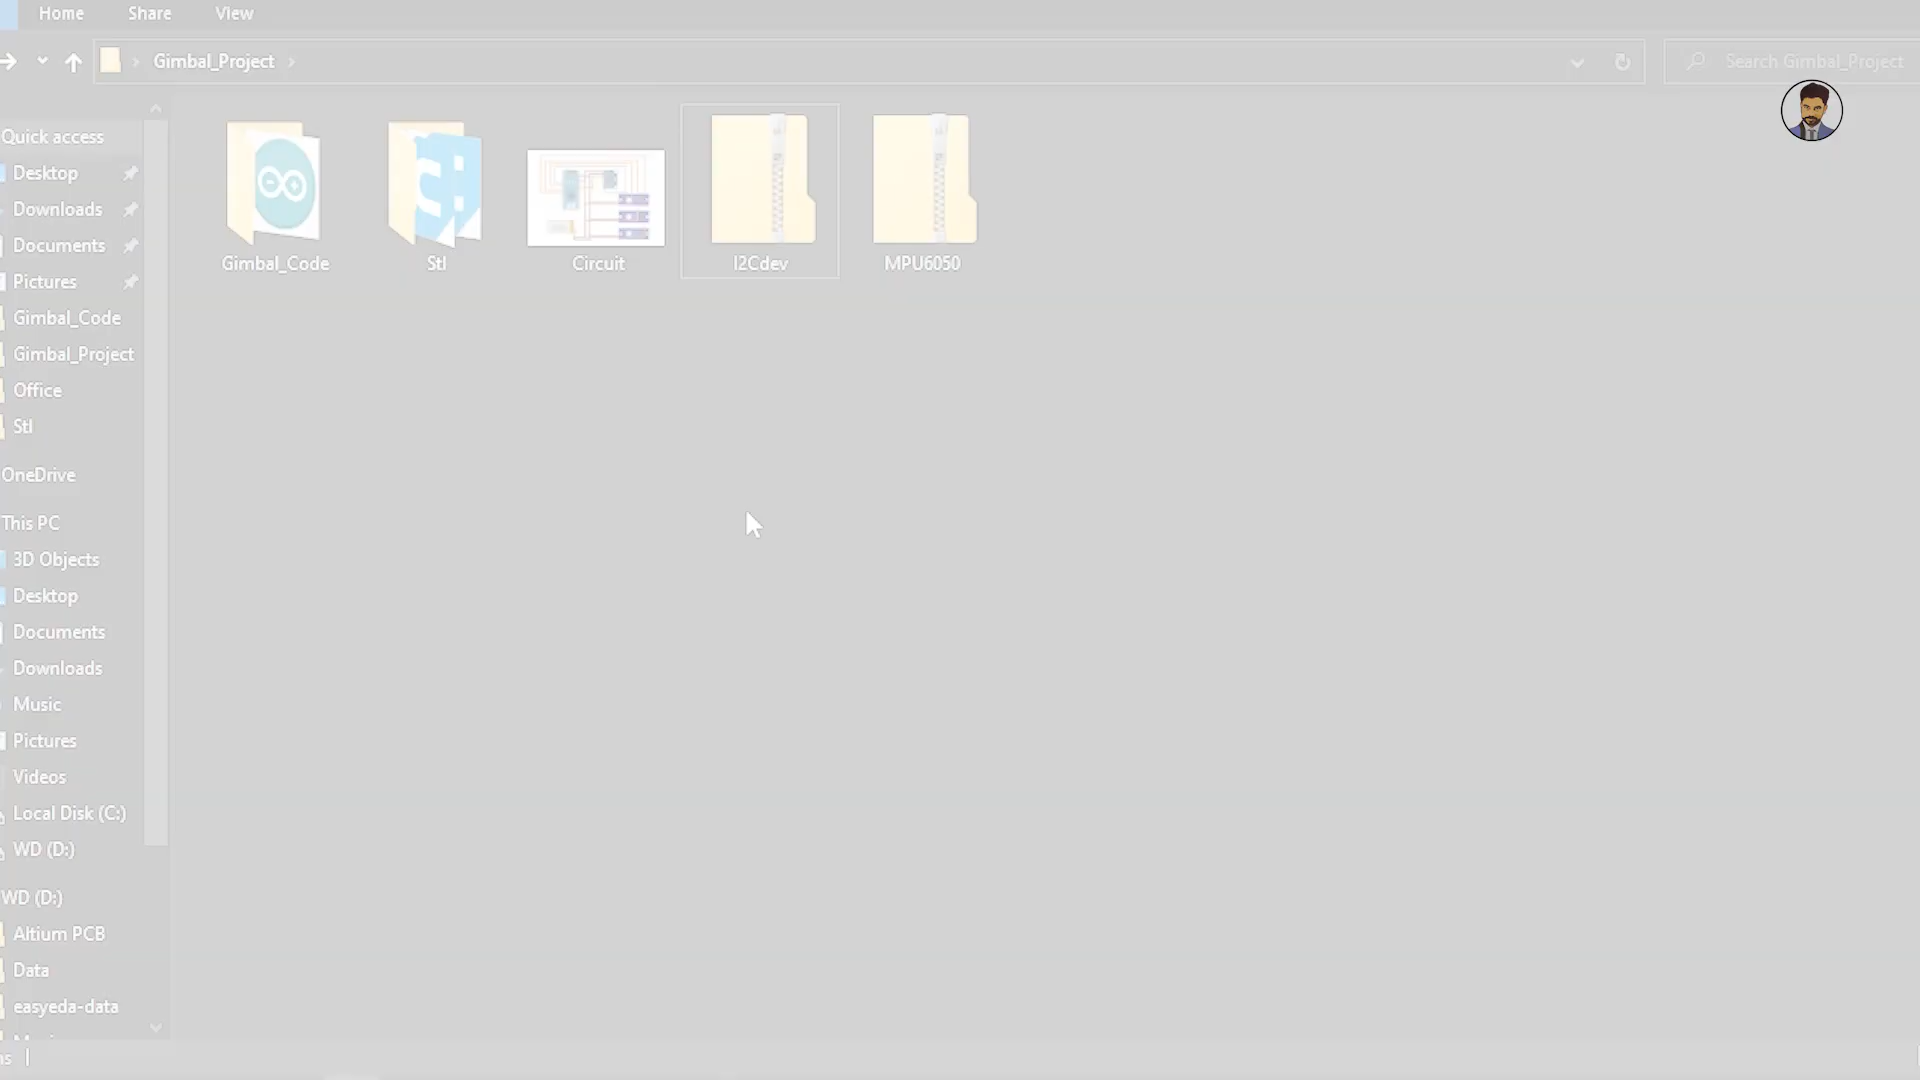 Home Share View
Gimbal_Project
Search Gimbal_Project
Quick access
Desktop
Downloads
Documents
Pictures
Gimbal_Code
Gimbal_Project
Office
Stl
OneDrive
This PC
3D Objects
Desktop
Documents
Downloads
Music
Pictures
Videos
Local Disk (C:)
WD (D:)
WD (D:)
Altium PCB
Data
easyeda-data
Gimbal_Code
Stl
Circuit
I2Cdev
MPU6050